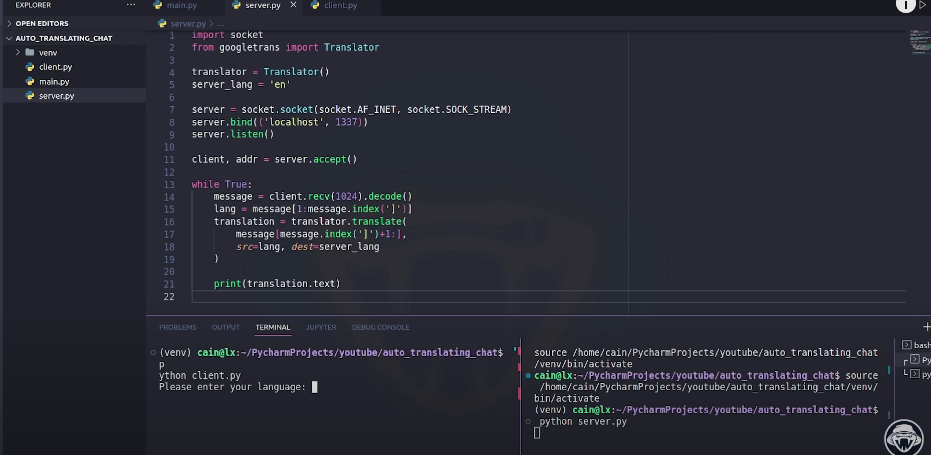 EXPLORER
···
main.py
server.py
client.py
OPEN EDITORS
AUTO_TRANSLATING_CHAT
venv
client.py
main.py
server.py
server.py > ...
1 import socket
2 from googletrans import Translator
3
4 translator = Translator()
5 server_lang = 'en'
6
7 server = socket.socket(socket.AF_INET, socket.SOCK_STREAM)
8 server.bind(('localhost', 1337))
9 server.listen()
10
11 client, addr = server.accept()
12
13 while True:
14 message = client.recv(1024).decode()
15 lang = message[1:message.index(']')]
16 translation = translator.translate(
17 message[message.index(']')+1:],
18 src=lang, dest=server_lang
19 )
20
21 print(translation.text)
22
PROBLEMS OUTPUT TERMINAL JUPYTER DEBUG CONSOLE
(venv) cain@lx:~/PycharmProjects/youtube/auto_translating_chat$
p
ython client.py
Please enter your language:
source /home/cain/PycharmProjects/youtube/auto_translating_chat
/venv/bin/activate
cain@lx:~/PycharmProjects/youtube/auto_translating_chat$ source
/home/cain/PycharmProjects/youtube/auto_translating_chat/venv/
bin/activate
(venv) cain@lx:~/PycharmProjects/youtube/auto_translating_chat$
python server.py
bash
Py
py